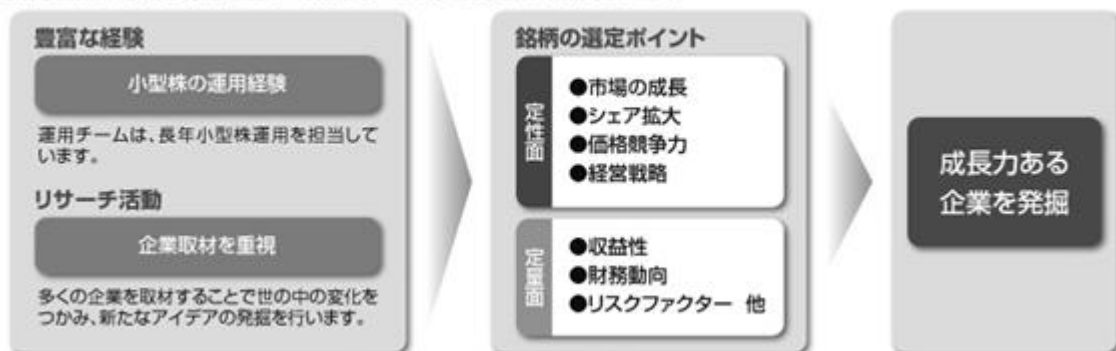 豊富な経験
小型株の運用経験
運用チームは、長年小型株運用を担当して
います。
リサーチ活動
企業取材を重視
多くの企業を取材することで世の中の変化を
つかみ、新たなアイデアの発掘を行います。
銘柄の選定ポイント
定性面
●市場の成長
●シェア拡大
●価格競争力
●経営戦略
定量面
●収益性
●財務動向
●リスクファクター 他
成長力ある
企業を発掘